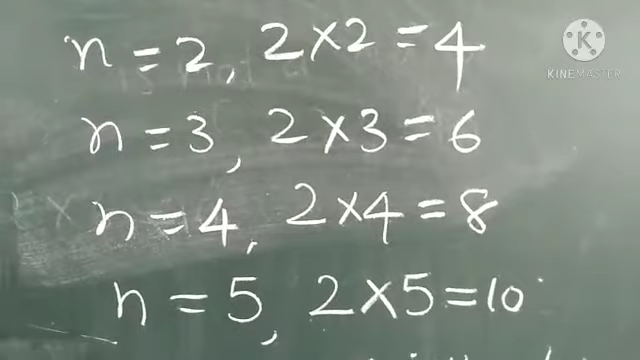 n = 2, 2×2 = 4
KINEMASTER
n = 3, 2×3 = 6
n = 4, 2×4 = 8
n = 5, 2×5 = 10